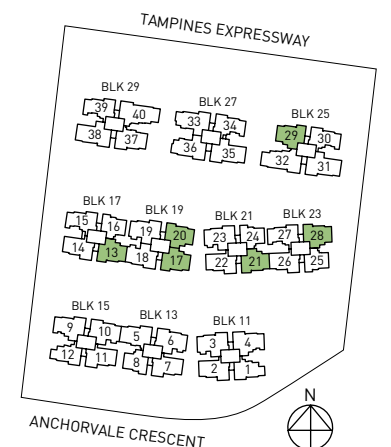 TAMPINES EXPRESSWAY
BLK 29
39 40
38 37
BLK 27
33 34
36 35
BLK 25
29 30
32 31
BLK 17
15 16
14 13
BLK 19
19 20
18 17
BLK 21
23 24
22 21
BLK 23
27 28
26 25
BLK 15
9 10
12 11
BLK 13
5 6
8 7
BLK 11
3 4
2 1
N
ANCHORVALE CRESCENT